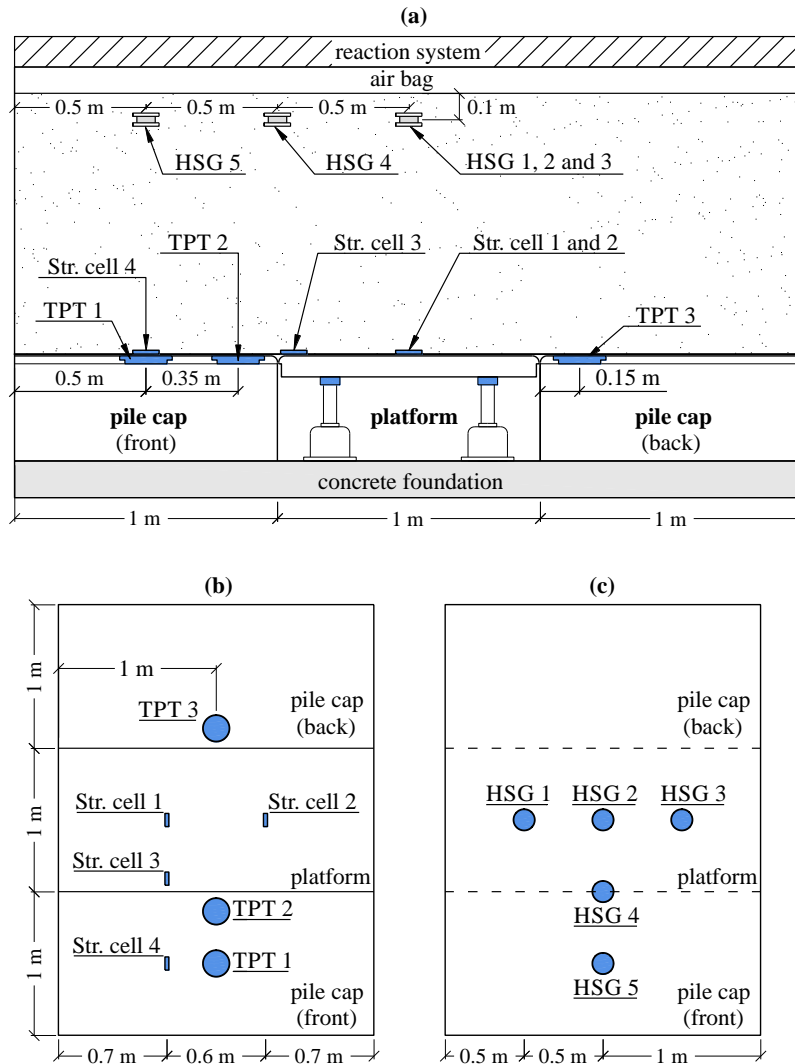 (a)
reaction system
air bag
0.5 m
0.5 m
0.5 m
0.1 m
HSG 5
HSG 4
HSG 1, 2 and 3
TPT 2
Str. cell 3
Str. cell 1 and 2
Str. cell 4
TPT 1
TPT 3
0.5 m
0.35 m
0.15 m
pile cap
(front)
platform
pile cap
(back)
concrete foundation
1 m
1 m
1 m
(b)
1 m
1 m
1 m
1 m
TPT 3
pile cap
(back)
Str. cell 1
Str. cell 2
Str. cell 3
platform
TPT 2
Str. cell 4
TPT 1
pile cap
(front)
0.7 m
0.6 m
0.7 m
(c)
pile cap
(back)
HSG 1
HSG 2
HSG 3
platform
HSG 4
HSG 5
pile cap
(front)
0.5 m
0.5 m
1 m